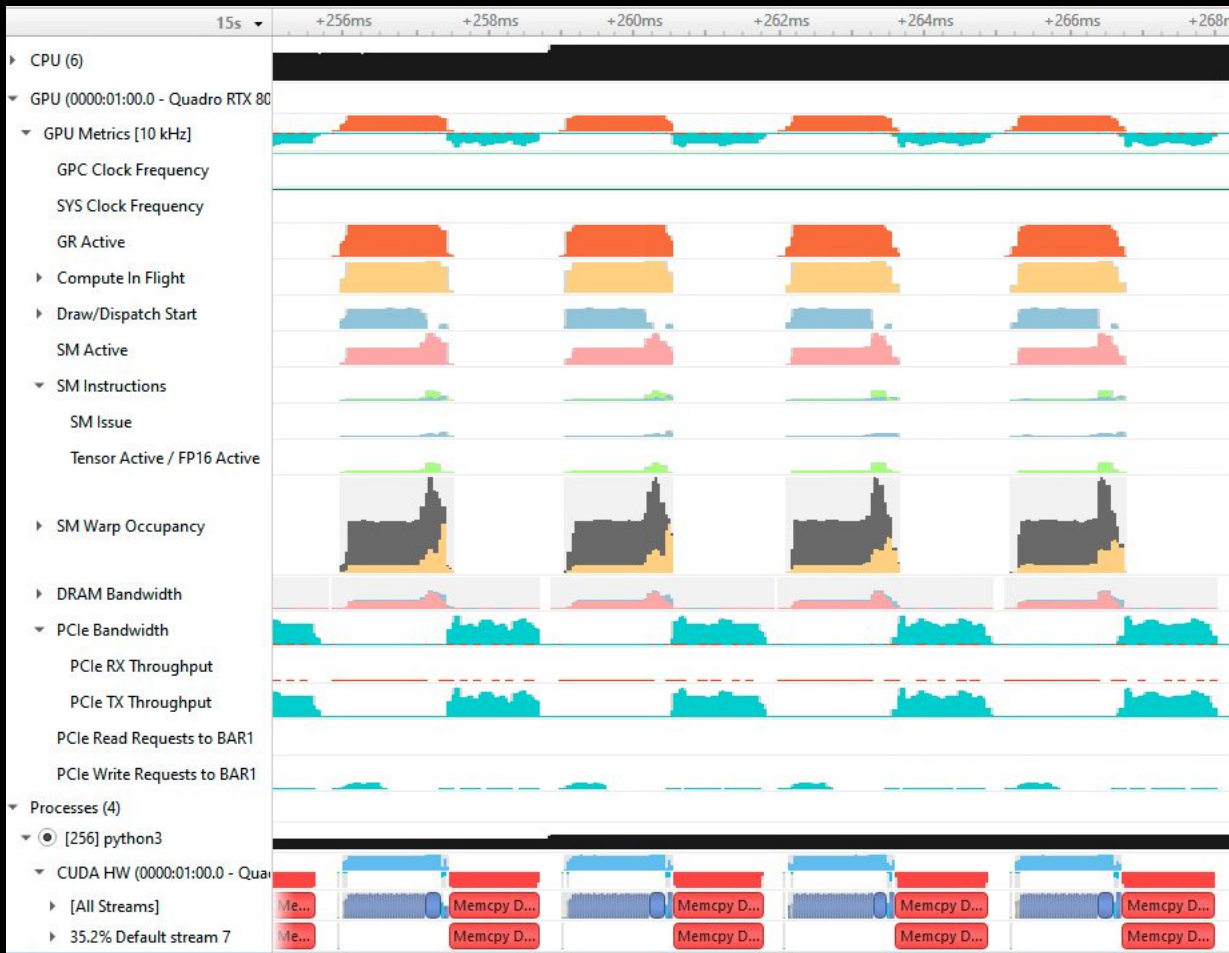 15s +256ms +258ms +260ms +262ms +264ms +266ms +268m
CPU (6)
GPU (0000:01:00.0 - Quadro RTX 80
GPU Metrics [10 kHz]
GPC Clock Frequency
SYS Clock Frequency
GR Active
Compute In Flight
Draw/Dispatch Start
SM Active
SM Instructions
SM Issue
Tensor Active / FP16 Active
SM Warp Occupancy
DRAM Bandwidth
PCIe Bandwidth
PCIe RX Throughput
PCIe TX Throughput
PCIe Read Requests to BAR1
PCIe Write Requests to BAR1
Processes (4)
[256] python3
CUDA HW (0000:01:00.0 - Qua
[All Streams] Me... Memcpy D... Memcpy D... Memcpy D... Memcpy D...
35.2% Default stream 7 Me... Memcpy D... Memcpy D... Memcpy D... Memcpy D...